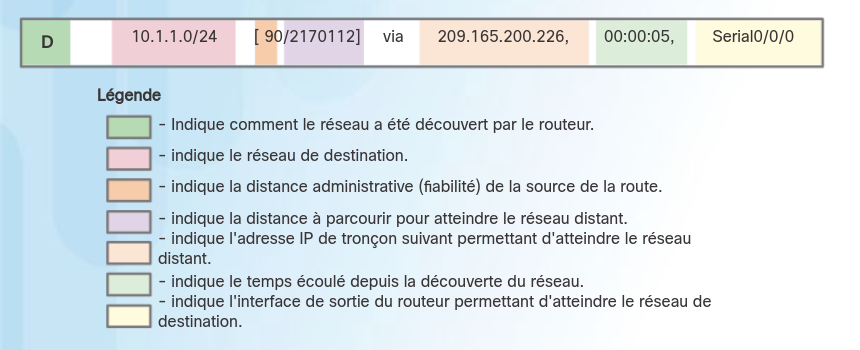 D 10.1.1.0/24 [ 90/2170112] via 209.165.200.226, 00:00:05, Serial0/0/0
Légende
- Indique comment le réseau a été découvert par le routeur.
- indique le réseau de destination.
- indique la distance administrative (fiabilité) de la source de la route.
- indique la distance à parcourir pour atteindre le réseau distant.
- indique l'adresse IP de tronçon suivant permettant d'atteindre le réseau
distant.
- indique le temps écoulé depuis la découverte du réseau.
- indique l'interface de sortie du routeur permettant d'atteindre le réseau de
destination.